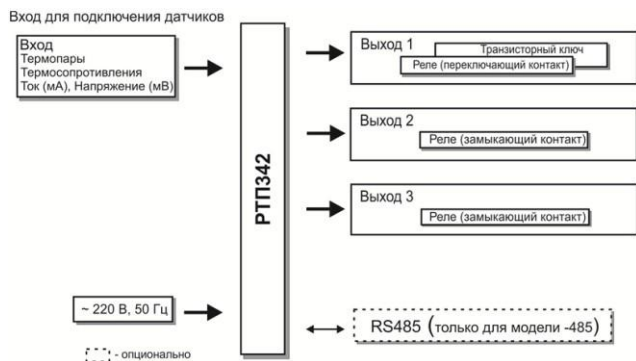 Вход для подключения датчиков
Вход
Термопары
Термосопротивления
Ток (мА), Напряжение (мВ)
~ 220 В, 50 Гц
- опционально
РТП342
Выход 1
Транзисторный ключ
Реле (переключающий контакт)
Выход 2
Реле (замыкающий контакт)
Выход 3
Реле (замыкающий контакт)
RS485 (только для модели -485)